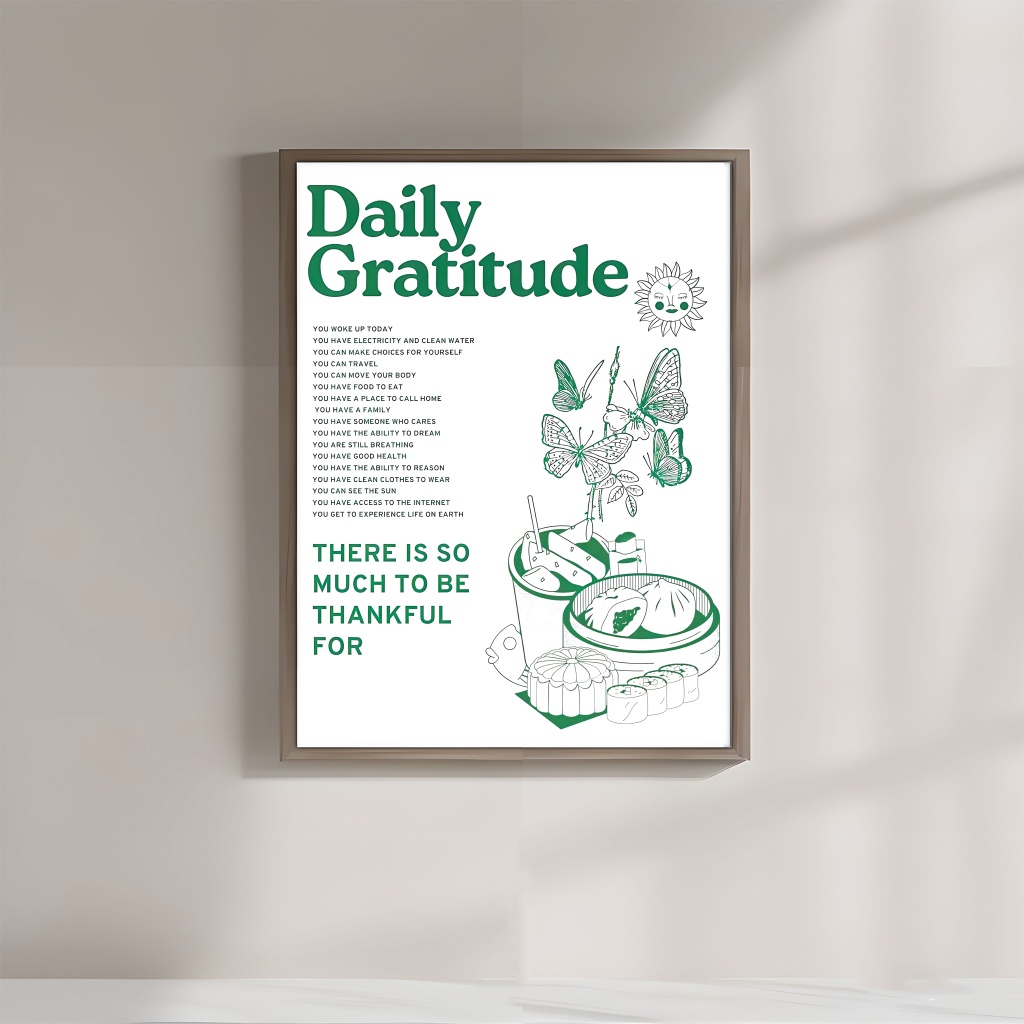 Daily
Gratitude
YOU WOKE UP TODAY
YOU HAVE ELECTRICITY AND CLEAN WATER
YOU CAN MAKE CHOICES FOR YOURSELF
YOU CAN TRAVEL
YOU CAN MOVE YOUR BODY
YOU HAVE FOOD TO EAT
YOU HAVE A PLACE TO CALL HOME
YOU HAVE A FAMILY
YOU HAVE SOMEONE WHO CARES
YOU HAVE THE ABILITY TO DREAM
YOU ARE STILL BREATHING
YOU HAVE GOOD HEALTH
YOU HAVE THE ABILITY TO REASON
YOU HAVE CLEAN CLOTHES TO WEAR
YOU CAN SEE THE SUN
YOU HAVE ACCESS TO THE INTERNET
YOU GET TO EXPERIENCE LIFE ON EARTH
THERE IS SO
MUCH TO BE
THANKFUL
FOR